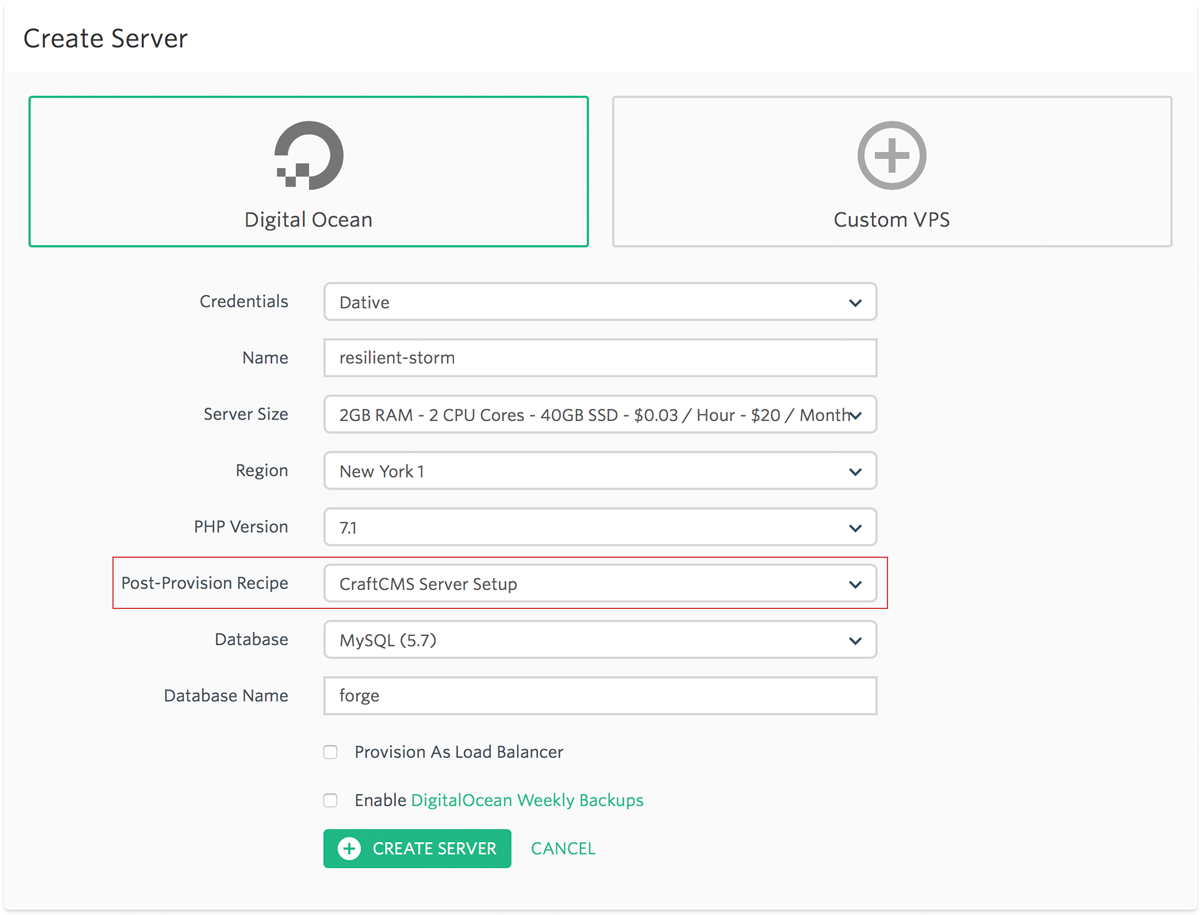 Create Server
Digital Ocean
Custom VPS
Credentials
Dative
Name
resilient-storm
Server Size
2GB RAM - 2 CPU Cores - 40GB SSD - $0.03 / Hour - $20 / Month
Region
New York 1
PHP Version
7.1
Post-Provision Recipe
CraftCMS Server Setup
Database
MySQL (5.7)
Database Name
forge
Provision As Load Balancer
Enable DigitalOcean Weekly Backups
CREATE SERVER
CANCEL